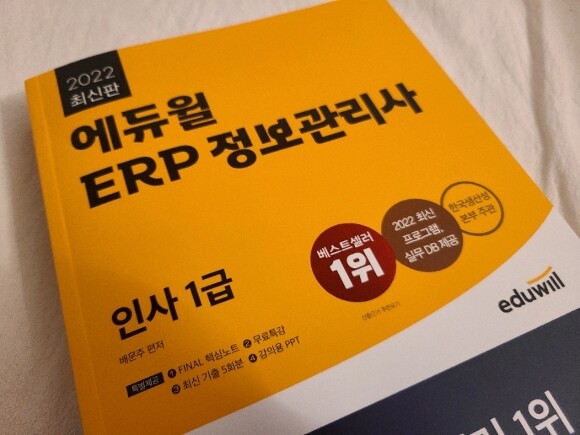 2022
최신판
에듀윌
ERP 정보관리사
한국생산성
본부 주관
2022 최신
프로그램,
실무 DB 제공
베스트셀러
1위
인사 1급
배문주 편저
eduwill
특별제공
❶ FINAL 핵심노트 ❷ 무료특강
❸ 최신 기출 5회분 ❹ 강의용 PPT
1위